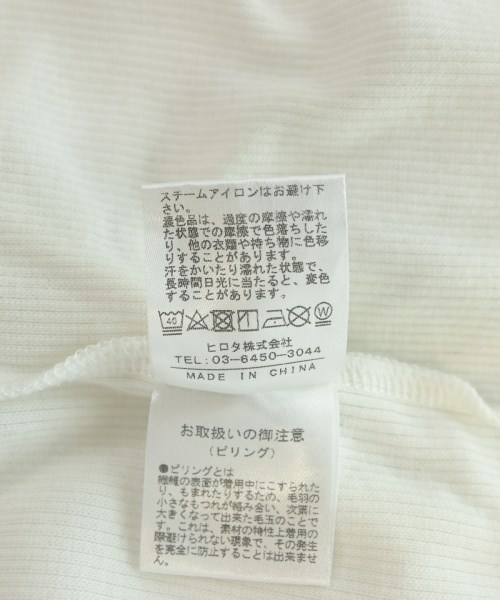 スチームアイロンはお避け下
さい。
濃色品は、過度の摩擦や濡れ
た状態での摩擦で色落ちした
り、他の衣類や持ち物に色移
りすることがあります。
汗をかいたり濡れた状態で、
長時間日光に当たると、変色
することがあります。
40 W
ヒロタ株式会社
TEL:03-6450-3044
MADE IN CHINA
お取扱いの御注意
(ピリング)
●ピリングとは
繊維の表面が着用中にこすられた
り、もまれたりするため、毛羽の
小さなもつれが絡み合い、次第に
大きくなって出来た毛玉のことで
す。これは、素材の特性上着用の
際避けられない現象で、その発生
を完全に防止することは出来ませ
ん。